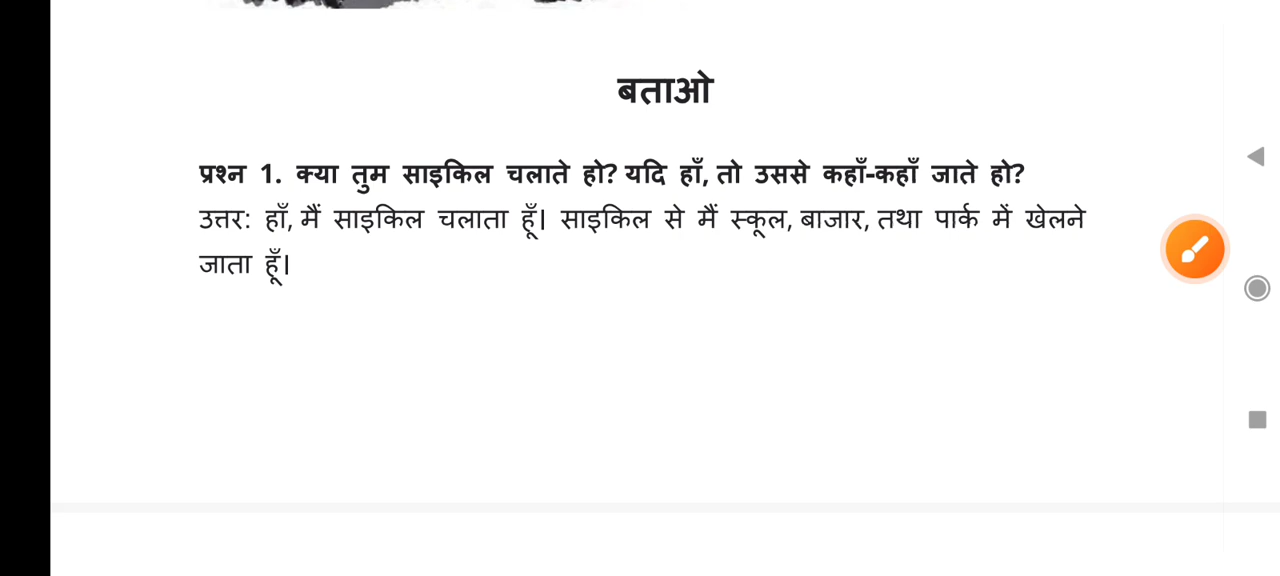 बताओ
प्रश्न 1. क्या तुम साइकिल चलाते हो? यदि हाँ, तो उससे कहाँ-कहाँ जाते हो?
उत्तर: हाँ, मैं साइकिल चलाता हूँ। साइकिल से मैं स्कूल, बाजार, तथा पार्क में खेलने
जाता हूँ।